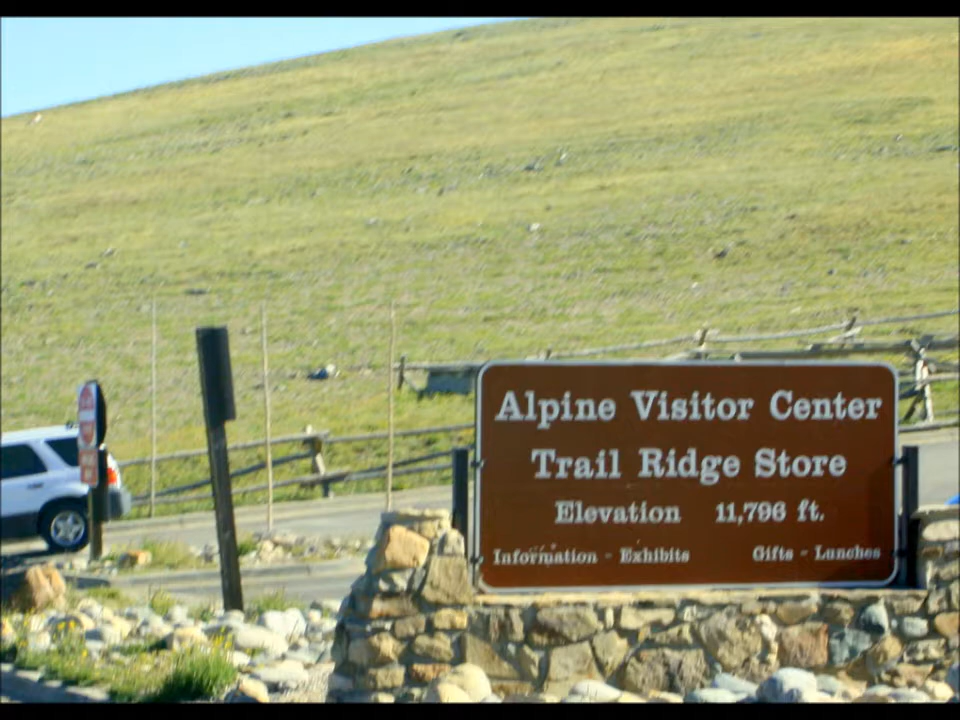 Alpine Visitor Center
Trail Ridge Store
Elevation 11,796 ft.
Information - Exhibits Gifts - Lunches